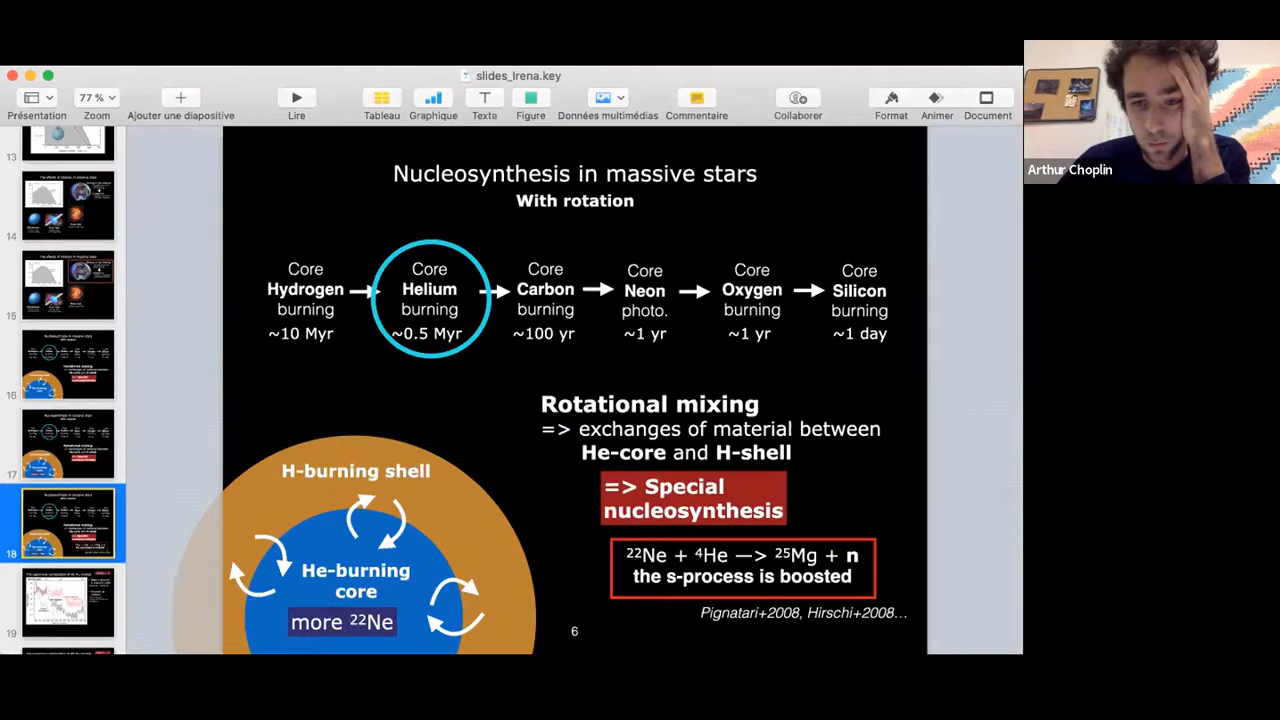 slides_Irena.key
77 %
Présentation
Zoom
Ajouter une diapositive
Lire
Tableau
Graphique
Texte
Figure
Données multimédias
Commentaire
Collaborer
Format
Animer
Document
Arthur Choplin
13
14
15
16
17
18
19
Nucleosynthesis in massive stars
With rotation
Core Hydrogen burning
~10 Myr
Core Helium burning
~0.5 Myr
Core Carbon burning
~100 yr
Core Neon photo.
~1 yr
Core Oxygen burning
~1 yr
Core Silicon burning
~1 day
Rotational mixing
=> exchanges of material between
He-core and H-shell
=> Special
nucleosynthesis
²²Ne + ⁴He —> ²⁵Mg + n
the s-process is boosted
Pignatari+2008, Hirschi+2008...
H-burning shell
He-burning
core
more ²²Ne
6